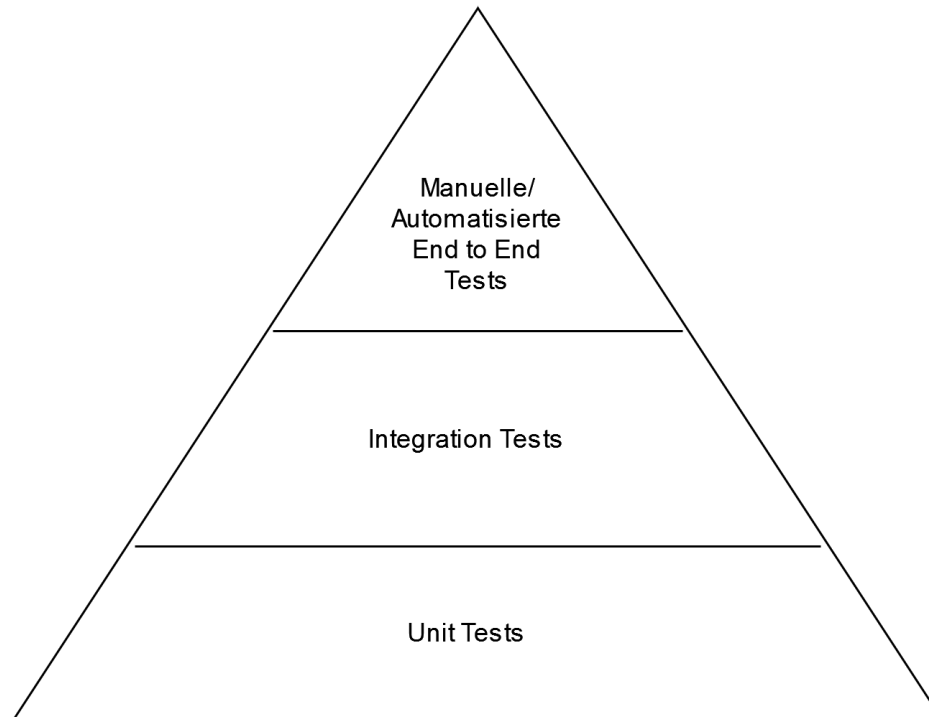 Manuelle/
Automatisierte
End to End
Tests
Integration Tests
Unit Tests